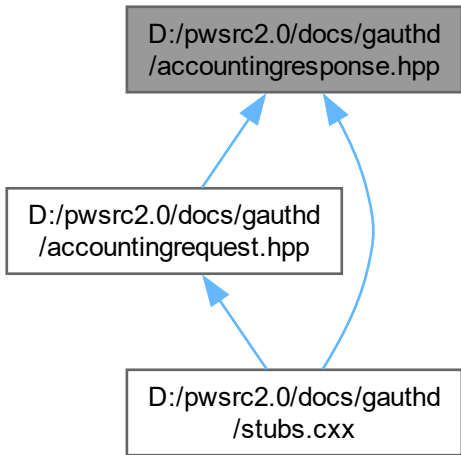 D:/pwsrc2.0/docs/gauthd
/accountingresponse.hpp
D:/pwsrc2.0/docs/gauthd
/accountingrequest.hpp
D:/pwsrc2.0/docs/gauthd
/stubs.cxx